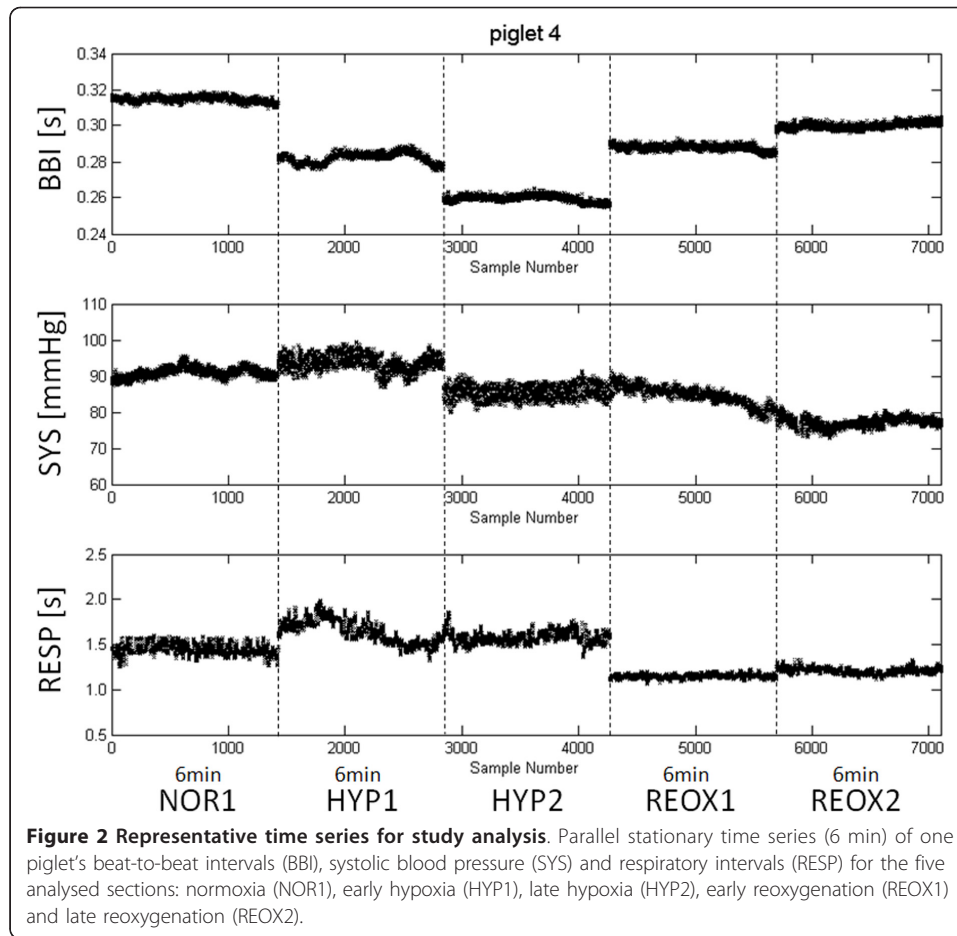 piglet 4
BBI [s]
0.34
0.32
0.30
0.28
0.26
0.24
0 1000 2000 3000 4000 5000 6000 7000
Sample Number
SYS [mmHg]
110
100
90
80
70
60
0 1000 2000 3000 4000 5000 6000 7000
Sample Number
RESP [s]
2.5
2.0
1.5
1.0
0.5
0 1000 2000 3000 4000 5000 6000 7000
Sample Number
6min 6min 6min 6min
NOR1 HYP1 HYP2 REOX1 REOX2
Figure 2 Representative time series for study analysis. Parallel stationary time series (6 min) of one
piglet's beat-to-beat intervals (BBI), systolic blood pressure (SYS) and respiratory intervals (RESP) for the five
analysed sections: normoxia (NOR1), early hypoxia (HYP1), late hypoxia (HYP2), early reoxygenation (REOX1)
and late reoxygenation (REOX2).